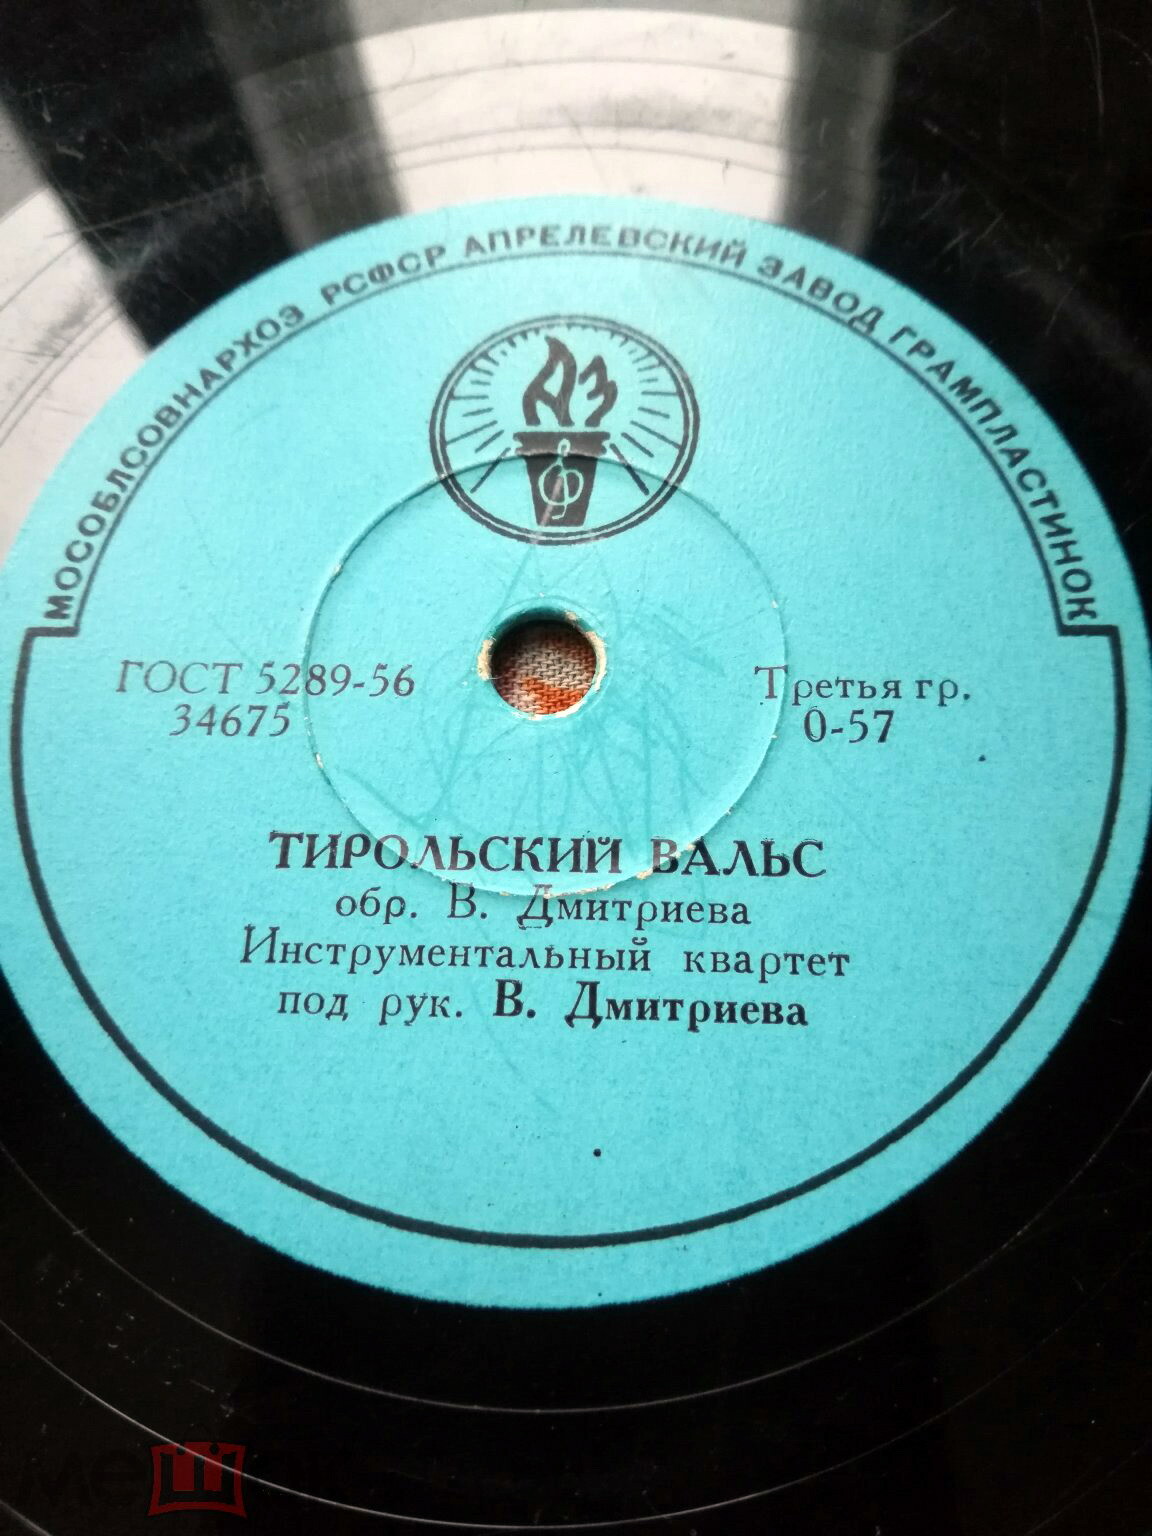 МОСОБЛСОВНАРХОЗ РСФСР АПРЕЛЕВСКИЙ ЗАВОД ГРАМПЛАСТИНОК
АЗ
ГОСТ 5289-56
34675
Третья гр.
0-57
ТИРОЛЬСКИЙ ВАЛЬС
обр. В. Дмитриева
Инструментальный квартет
под рук. В. Дмитриева